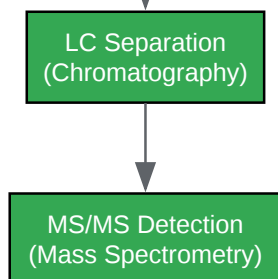 LC Separation
(Chromatography)
MS/MS Detection
(Mass Spectrometry)